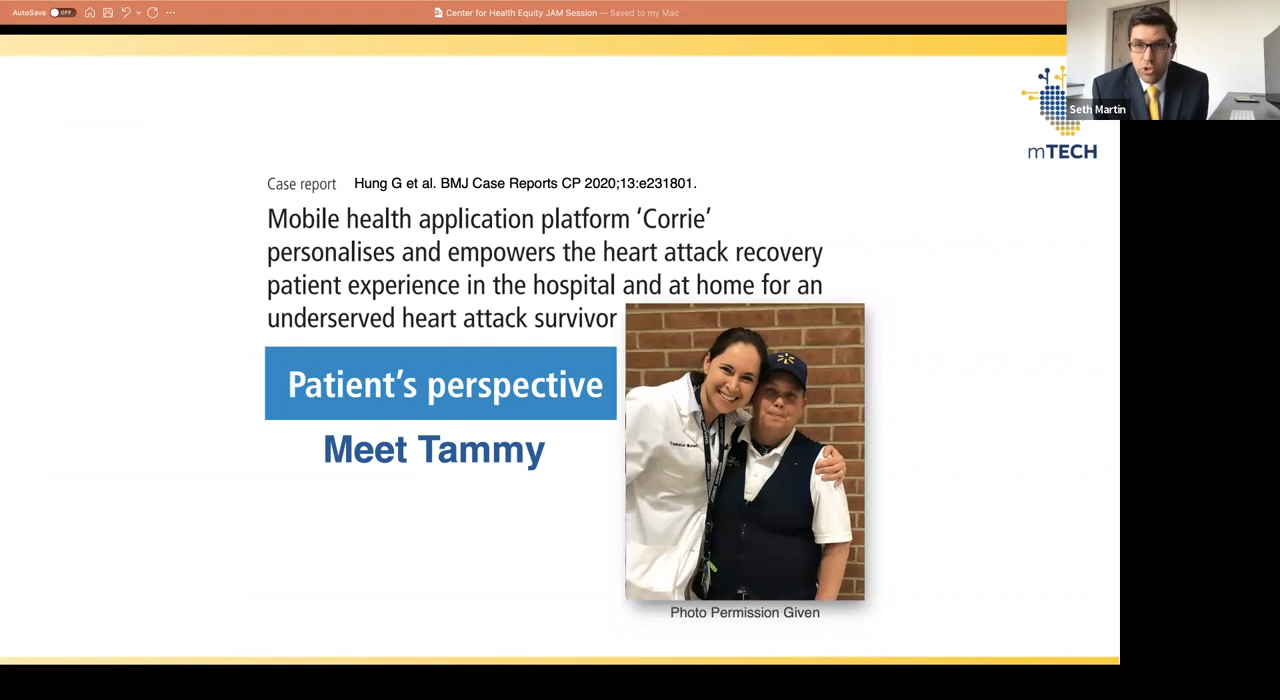 AutoSave OFF
Center for Health Equity JAM Session — Saved to my Mac
Seth Martin
mTECH
Case report Hung G et al. BMJ Case Reports CP 2020;13:e231801.
Mobile health application platform ‘Corrie’
personalises and empowers the heart attack recovery
patient experience in the hospital and at home for an
underserved heart attack survivor
Patient’s perspective
Meet Tammy
Photo Permission Given